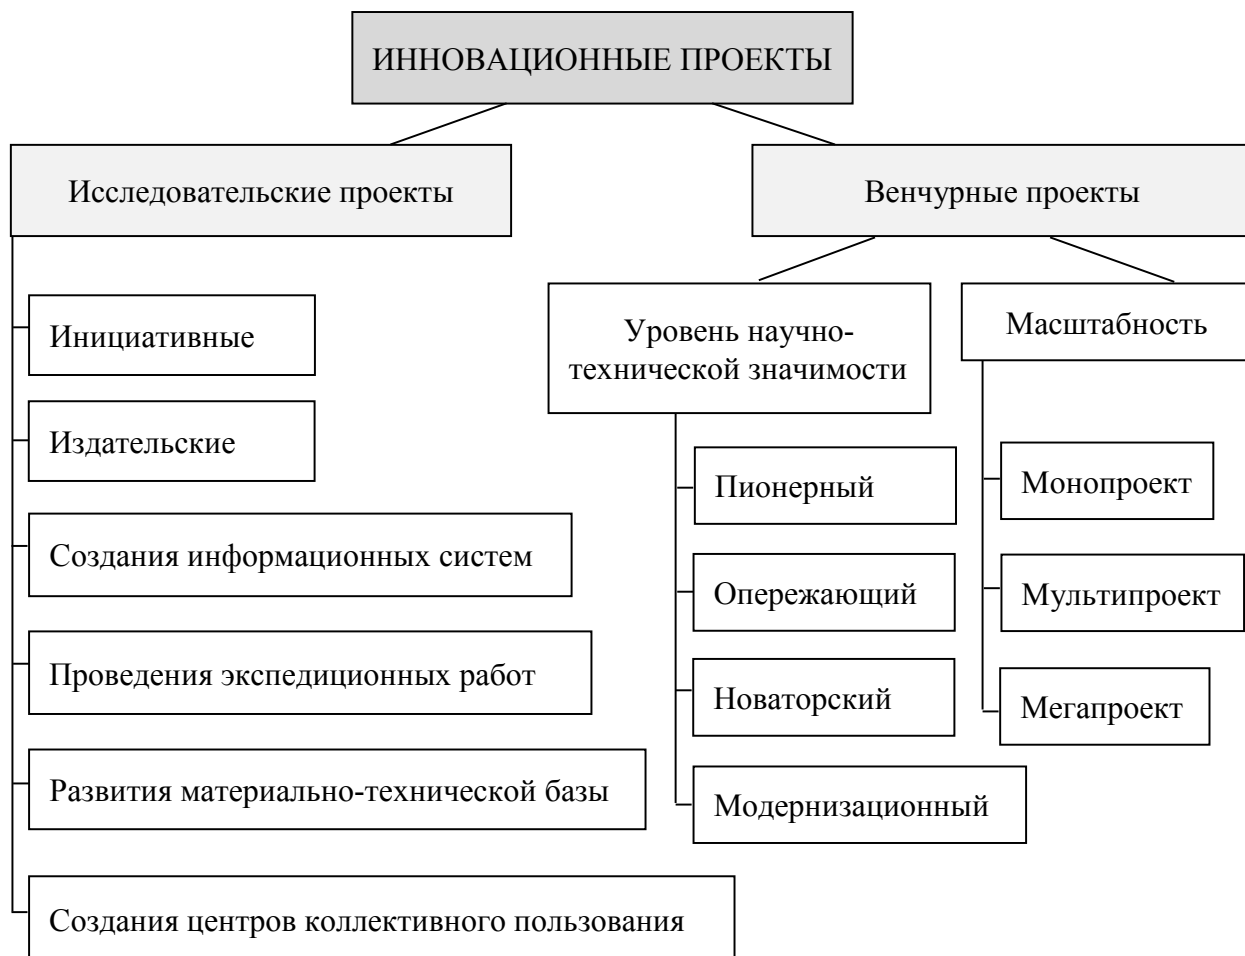 ИННОВАЦИОННЫЕ ПРОЕКТЫ
Исследовательские проекты
Инициативные
Издательские
Создания информационных систем
Проведения экспедиционных работ
Развития материально-технической базы
Создания центров коллективного пользования
Венчурные проекты
Уровень научно-
технической значимости
Пионерный
Опережающий
Новаторский
Модернизационный
Масштабность
Монопроект
Мультипроект
Мегапроект